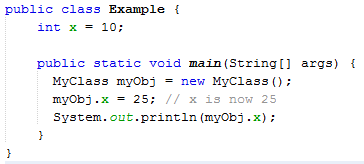 public class Example {
    int x = 10;

    public static void main(String[] args) {
      MyClass myObj = new MyClass();
      myObj.x = 25; // x is now 25
      System.out.println(myObj.x);
    }
}